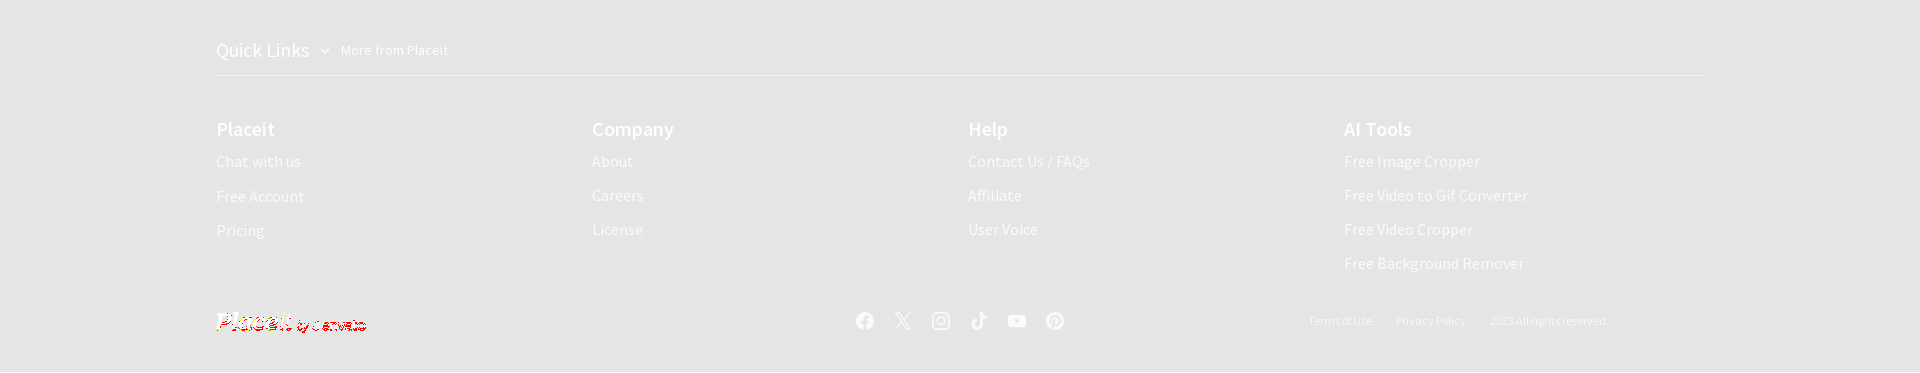 Quick Links More from Placeit
Placeit
Chat with us
Free Account
Pricing
Company
About
Careers
License
Help
Contact Us / FAQs
Affiliate
User Voice
AI Tools
Free Image Cropper
Free Video to Gif Converter
Free Video Cropper
Free Background Remover
Placeit by envato
Terms of Use Privacy Policy 2023 All rights reserved.